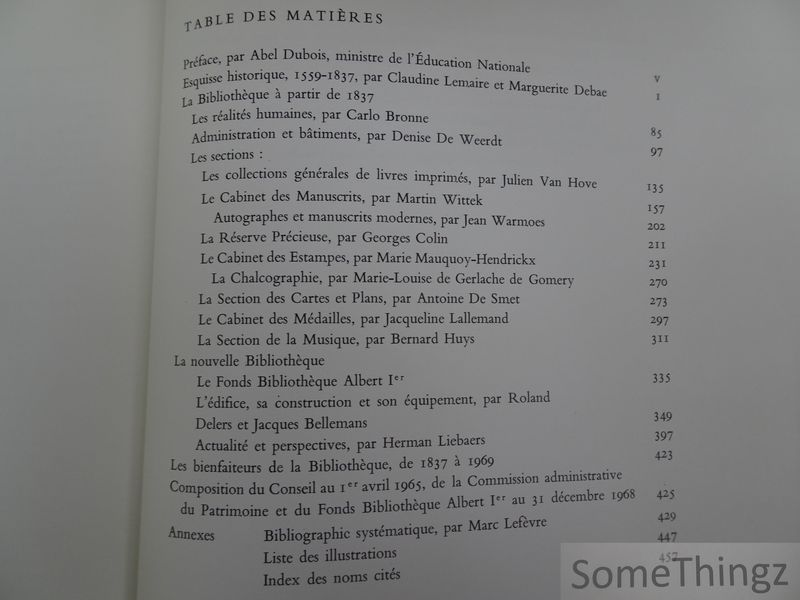 TABLE DES MATIÈRES
Préface, par Abel Dubois, ministre de l'Éducation Nationale V
Esquisse historique, 1559-1837, par Claudine Lemaire et Marguerite Debae 1
La Bibliothèque à partir de 1837
Les réalités humaines, par Carlo Bronne 85
Administration et bâtiments, par Denise De Weerdt 97
Les sections :
Les collections générales de livres imprimés, par Julien Van Hove 135
Le Cabinet des Manuscrits, par Martin Wittek 157
Autographes et manuscrits modernes, par Jean Warmoes 202
La Réserve Précieuse, par Georges Colin 211
Le Cabinet des Estampes, par Marie Mauquoy-Hendrickx 231
La Chalcographie, par Marie-Louise de Gerlache de Gomery 270
La Section des Cartes et Plans, par Antoine De Smet 273
Le Cabinet des Médailles, par Jacqueline Lallemand 297
La Section de la Musique, par Bernard Huys 311
La nouvelle Bibliothèque
Le Fonds Bibliothèque Albert Ier 335
L'édifice, sa construction et son équipement, par Roland
Delers et Jacques Bellemans 349
Actualité et perspectives, par Herman Liebaers 397
Les bienfaiteurs de la Bibliothèque, de 1837 à 1969 423
Composition du Conseil au 1er avril 1965, de la Commission administrative
du Patrimoine et du Fonds Bibliothèque Albert Ier au 31 décembre 1968 425
Annexes Bibliographic systématique, par Marc Lefèvre 429
Liste des illustrations 447
Index des noms cités 457
SomeThingz